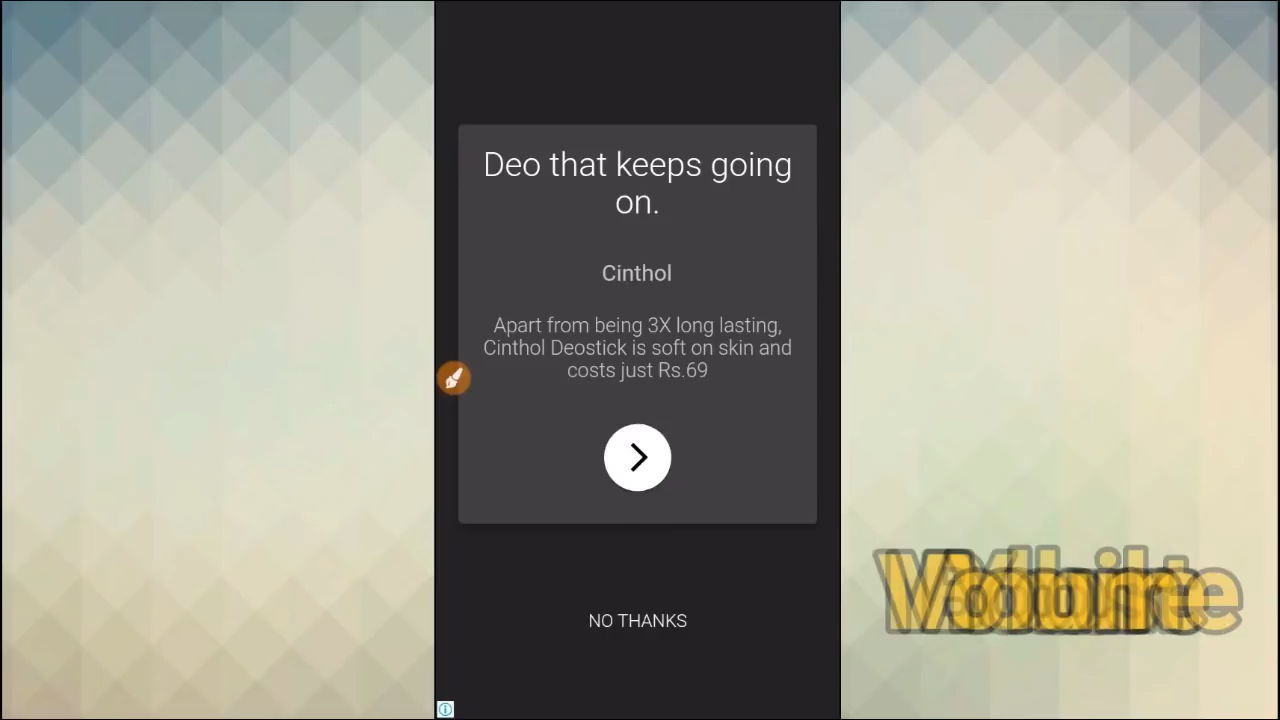 Deo that keeps going
on.
Cinthol
Apart from being 3X long lasting,
Cinthol Deostick is soft on skin and
costs just Rs.69
NO THANKS